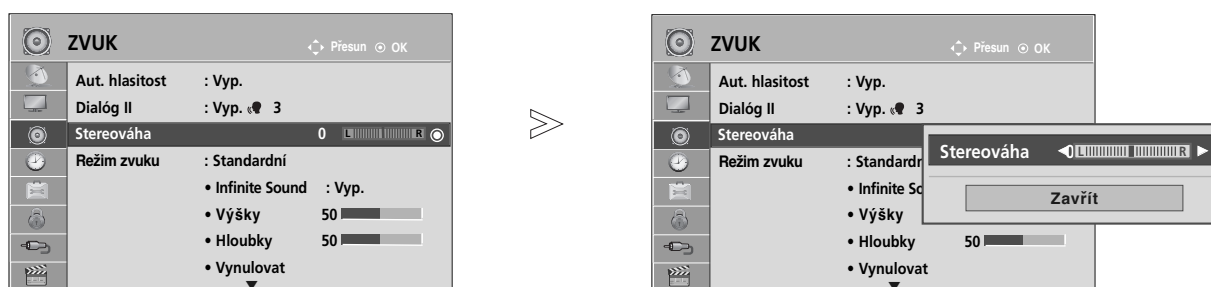 ZVUK
Přesun OK
Aut. hlasitost : Vyp.
Dialóg II : Vyp. 3
Stereováha 0 L R
Režim zvuku : Standardní
• Infinite Sound : Vyp.
• Výšky 50
• Hloubky 50
• Vynulovat
ZVUK
Přesun OK
Aut. hlasitost : Vyp.
Dialóg II : Vyp. 3
Stereováha
Režim zvuku : Standardn
• Infinite So
• Výšky
• Hloubky 50
• Vynulovat
Stereováha 0 L R
Zavřít